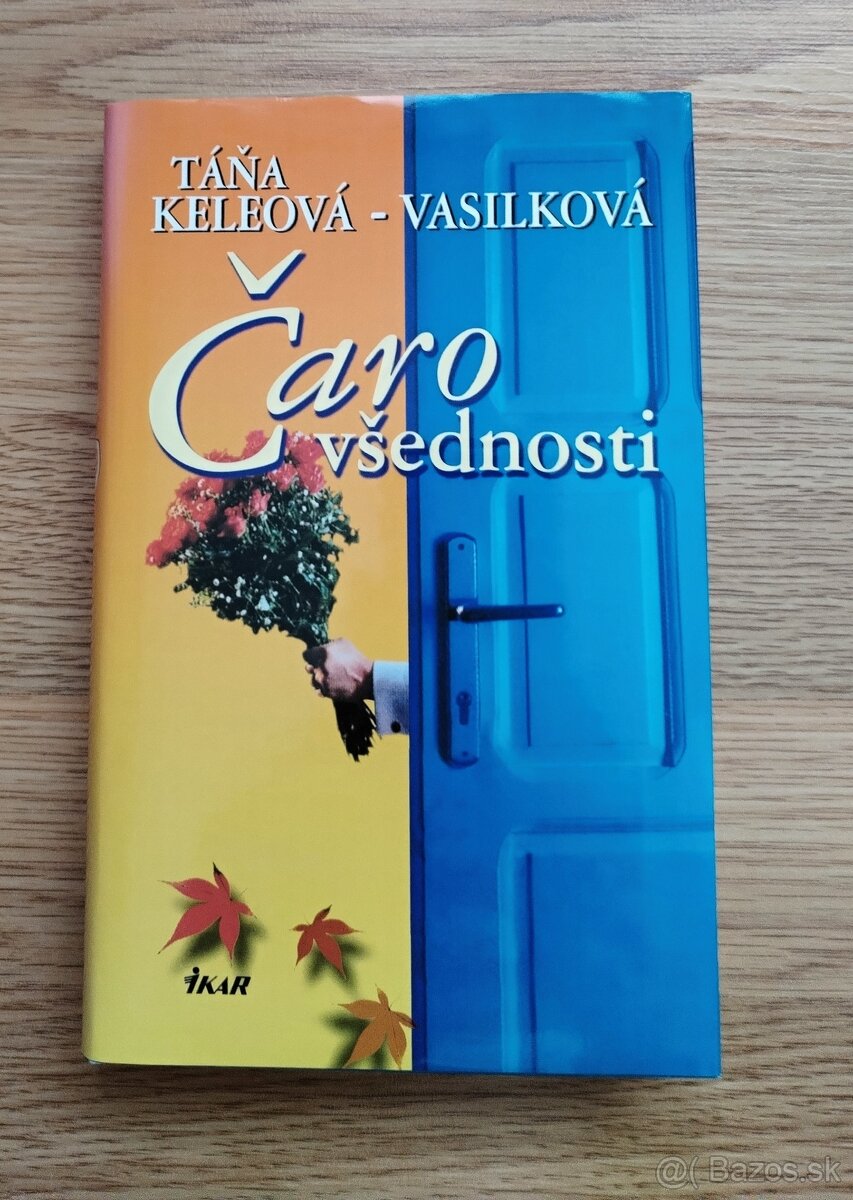 TÁŇA
KELEOVÁ - VASILKOVÁ
Čaro
všednosti
iKAR
@( Bazos.sk